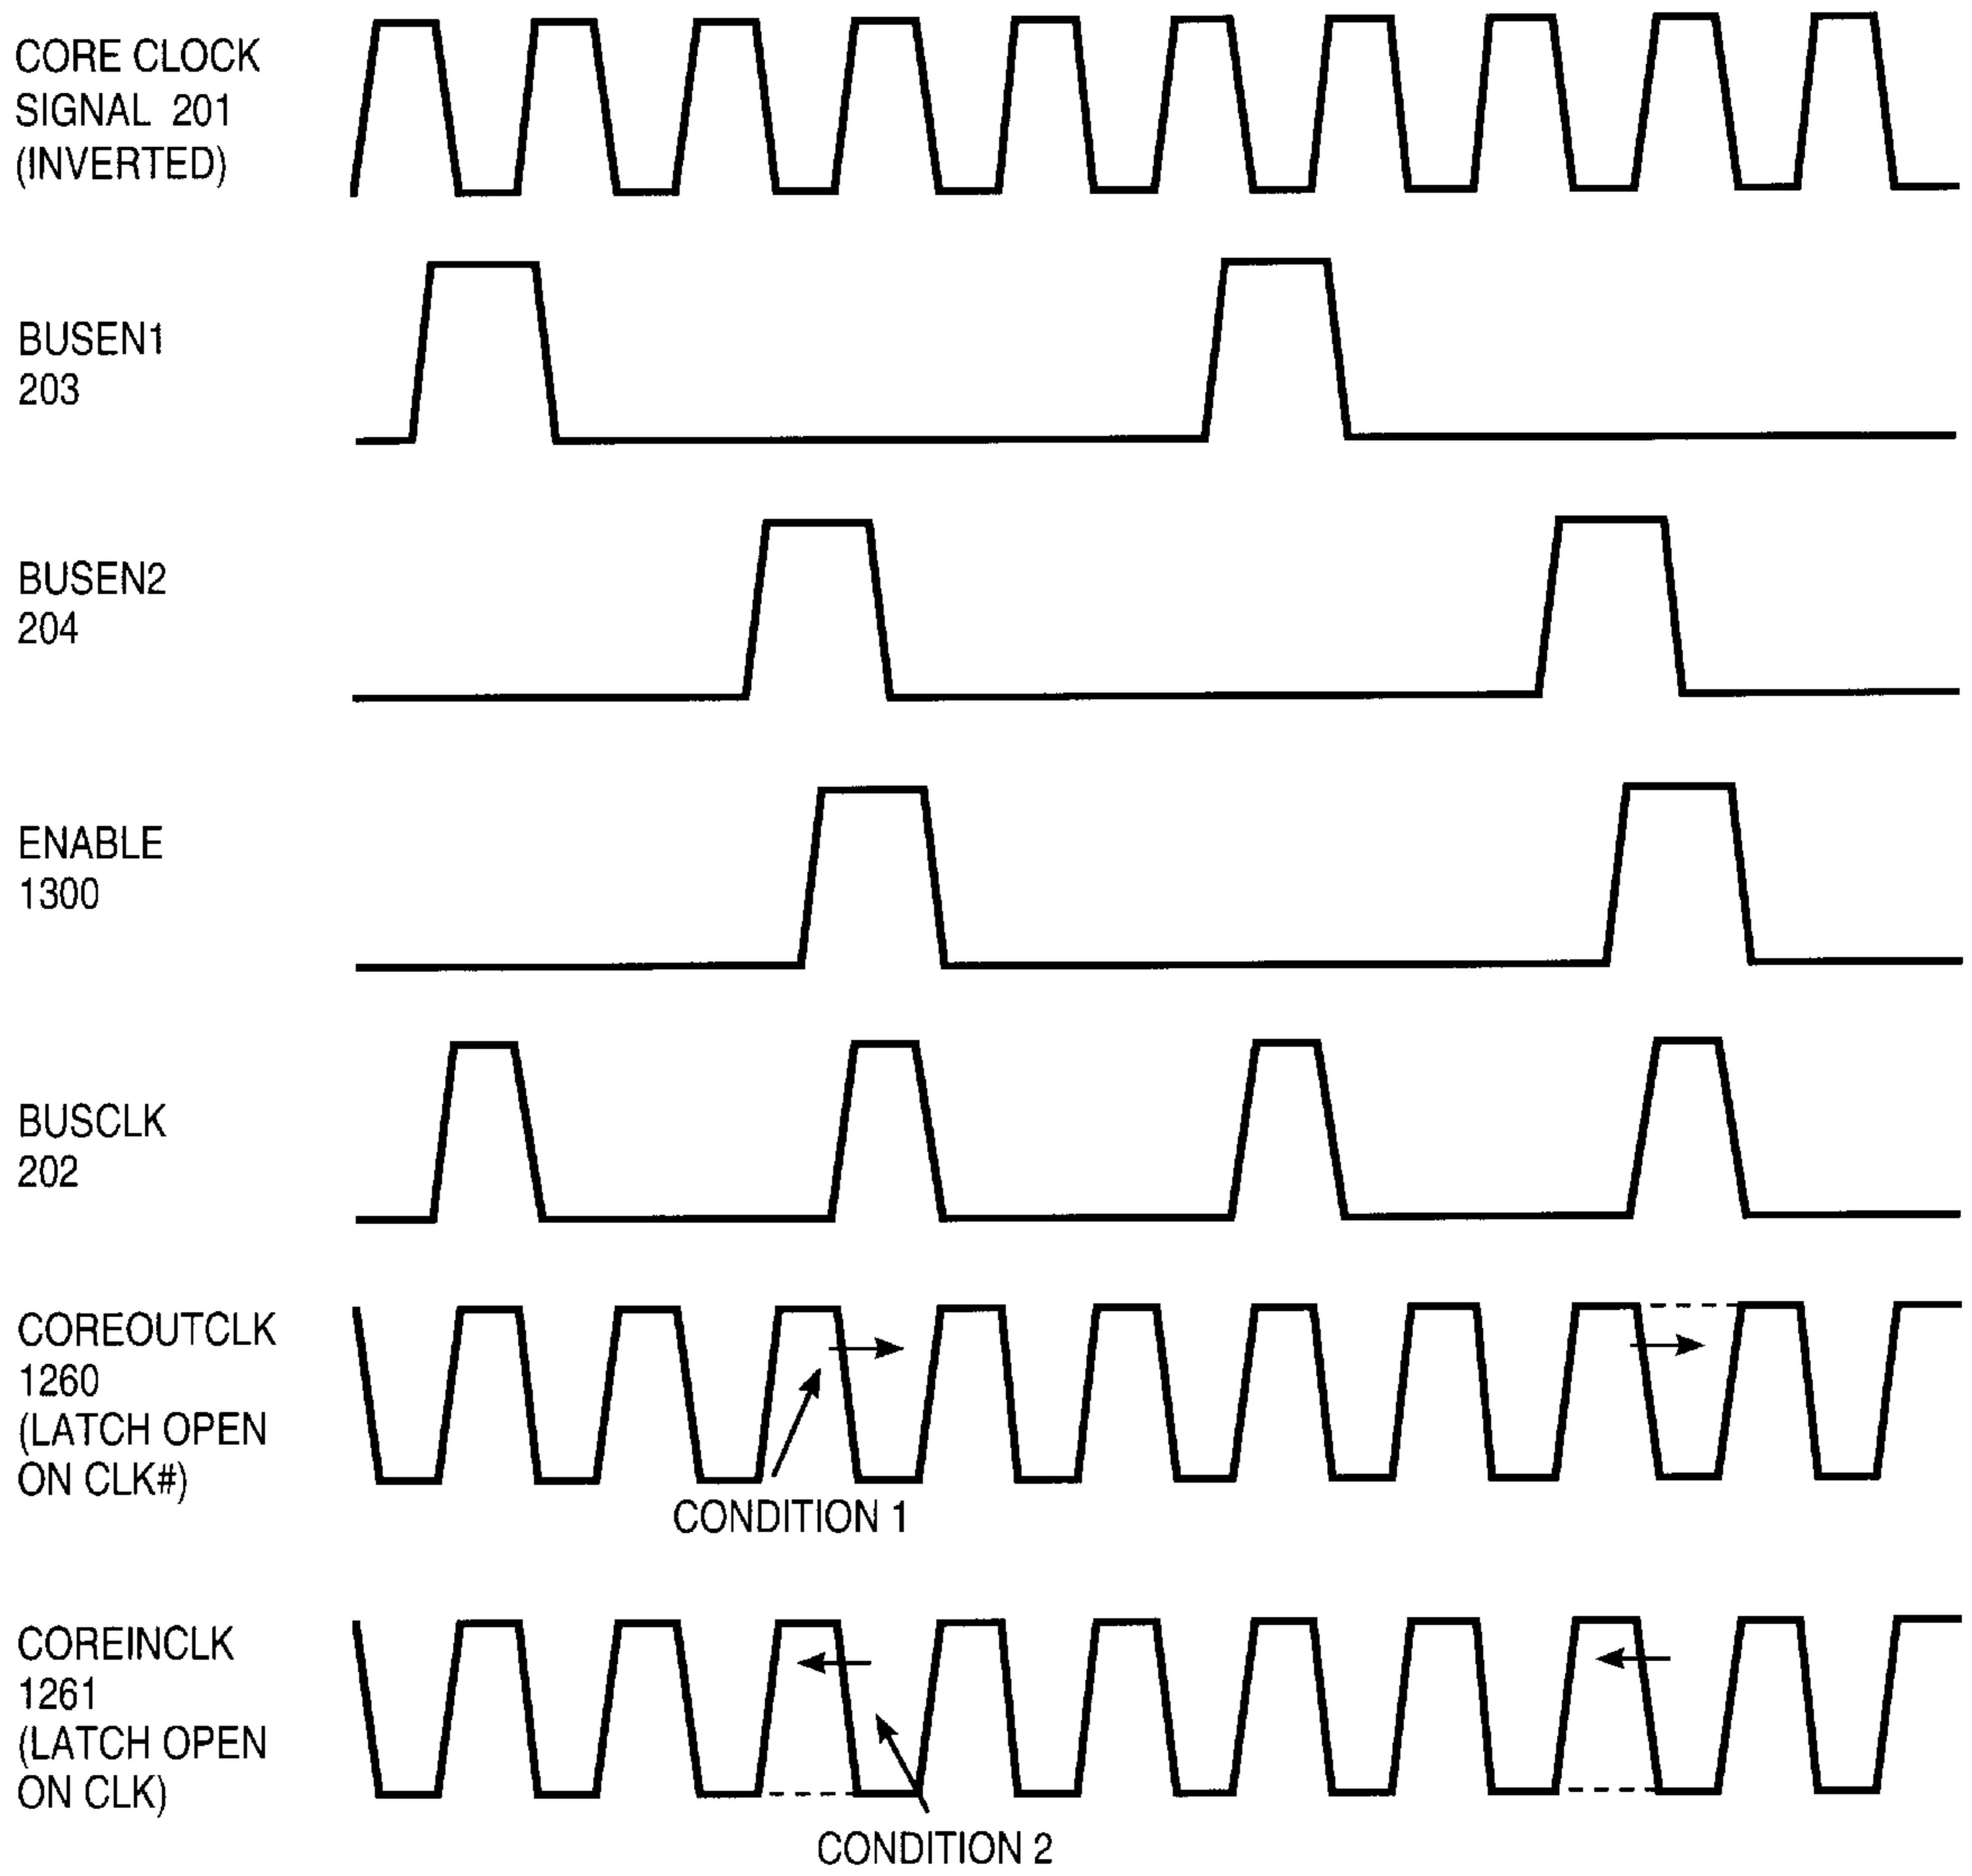 CORE CLOCK
SIGNAL 201
(INVERTED)
BUSEN1
203
BUSEN2
204
ENABLE
1300
BUSCLK
202
COREOUTCLK
1260
(LATCH OPEN
ON CLK#)
CONDITION 1
COREINCLK
1261
(LATCH OPEN
ON CLK)
CONDITION 2